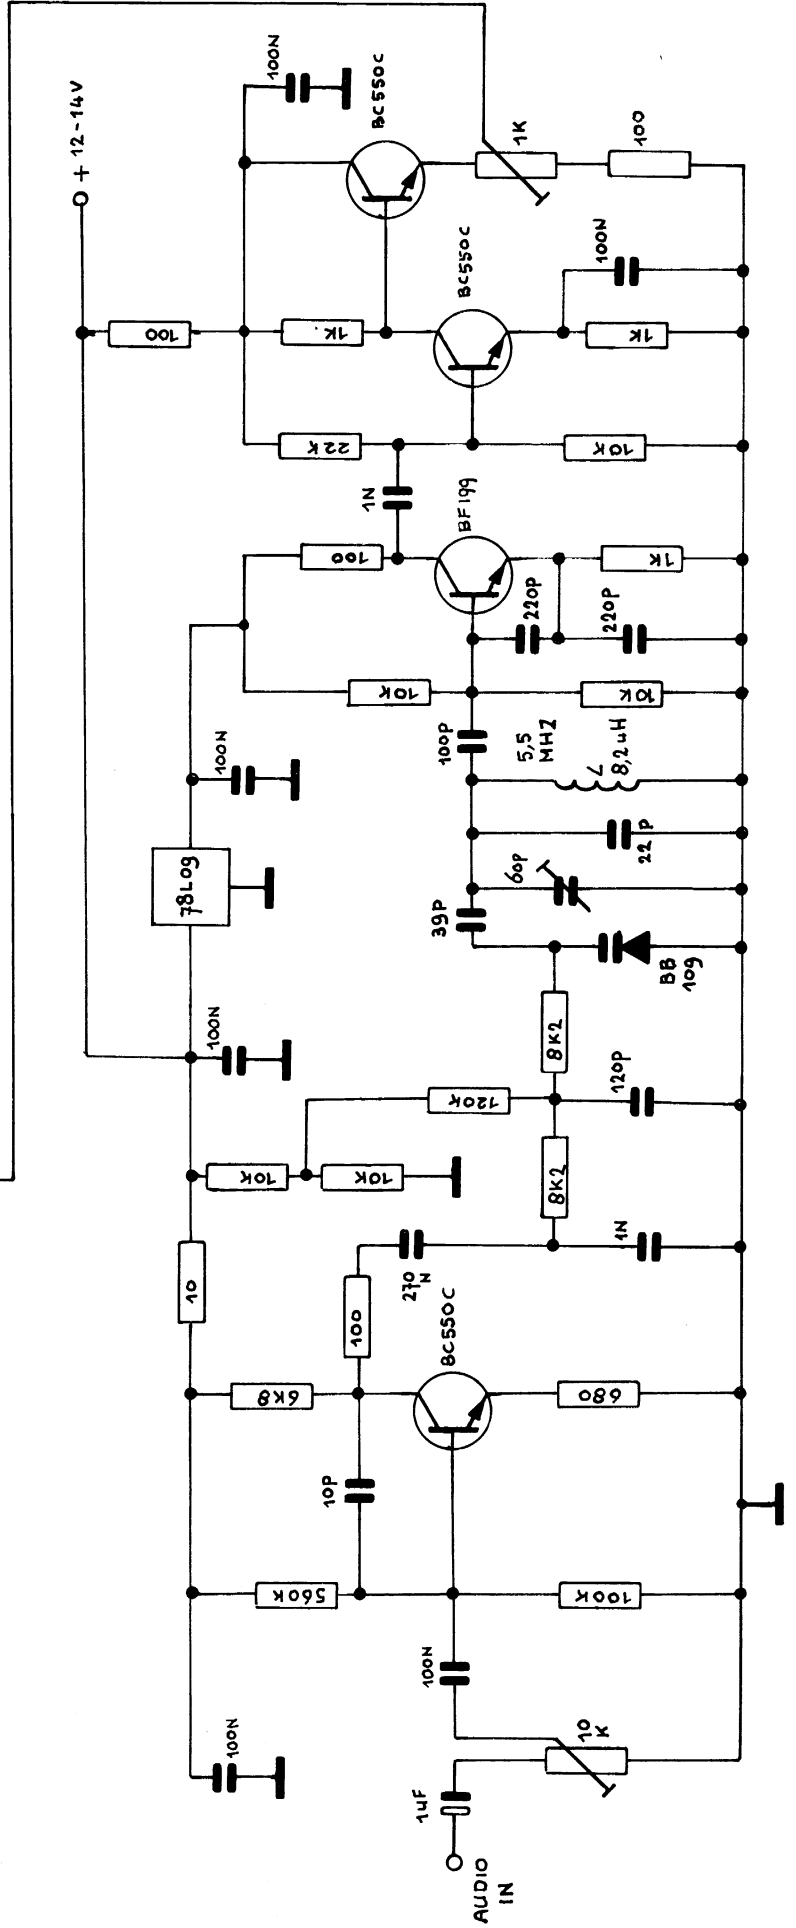 + 12-14V
100N
BC550C
1K
100
100
1K
BC550C
100N
1K
22K
10K
1N
BF199
100
1K
220P
220P
10K
10K
100P
5,5
MHZ
L
8,2uH
100N
78L09
22P
60P
39P
BB
109
100N
8K2
120K
120P
10K
10K
8K2
1N
270
N
10
100
BC550C
6K8
680
10P
560K
100K
100N
100N
10
K
1uF
AUDIO
IN